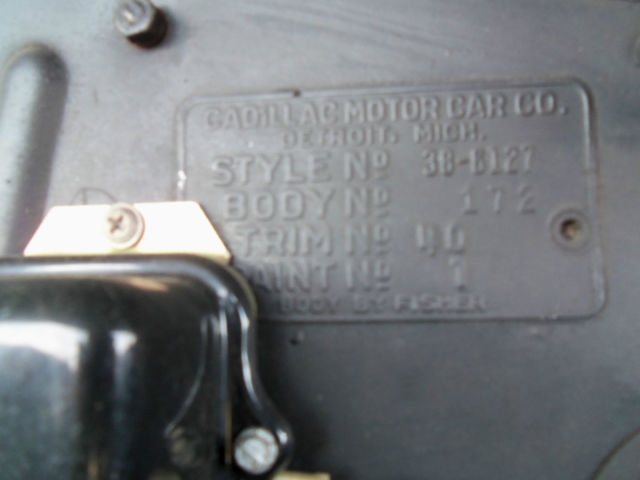 CADILLAC MOTOR CAR CO.
DETROIT, MICH.
STYLE Nº 38-6127
BODY Nº 172
TRIM Nº
PAINT Nº 1
BODY BY FISHER